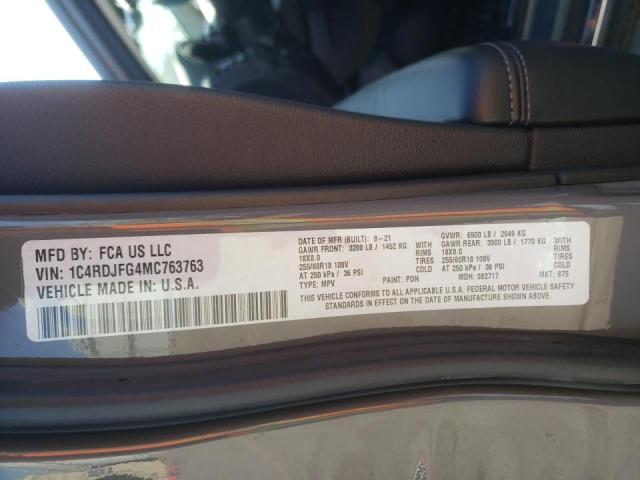 MFD BY: FCA US LLC
VIN: 1C4RDJFG4MC763763
VEHICLE MADE IN: U.S.A.
DATE OF MFR (BUILT): 8-21 GVWR: 6500 LB / 2949 KG
GAWR FRONT: 3200 LB / 1452 KG WITH GAWR REAR: 3900 LB / 1770 KG WITH
18X8.0 RIMS 18X8.0 RIMS
255/60R18 108V TIRES 255/60R18 108V TIRES
AT 250 kPa / 36 PSI COLD AT 250 kPa / 36 PSI COLD
TYPE: MPV PAINT: PDN MDH: 082717 MKT: 875
THIS VEHICLE CONFORMS TO ALL APPLICABLE U.S.A. FEDERAL MOTOR VEHICLE SAFETY
STANDARDS IN EFFECT ON THE DATE OF MANUFACTURE SHOWN ABOVE.